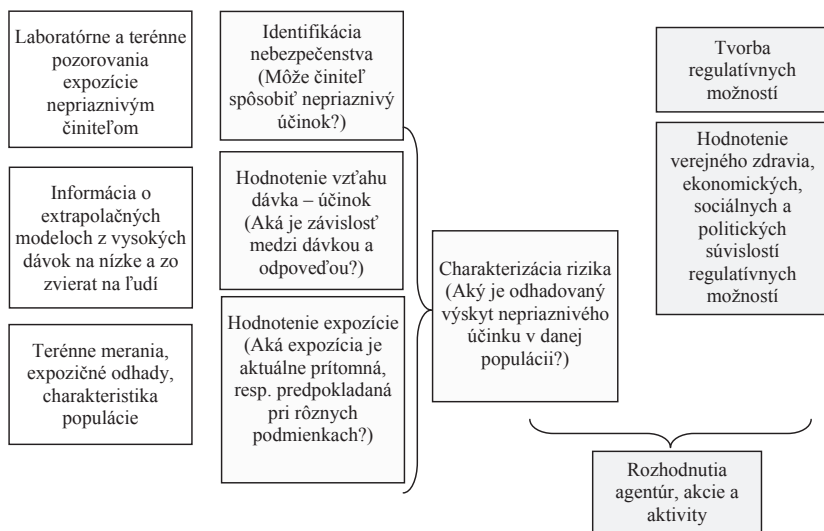 Laboratórne a terénne
pozorovania
expozície
nepriaznivým
činiteľom
Informácia o
extrapolačných
modeloch z vysokých
dávok na nízke a zo
zvierat na ľudí
Terénne merania,
expozičné odhady,
charakteristika
populácie
Identifikácia
nebezpečenstva
(Môže činiteľ
spôsobiť nepriaznivý
účinok?)
Hodnotenie vzťahu
dávka – účinok
(Aká je závislosť
medzi dávkou a
odpoveďou?)
Hodnotenie expozície
(Aká expozícia je
aktuálne prítomná,
resp. predpokladaná
pri rôznych
podmienkach?)
Charakterizácia rizika
(Aký je odhadovaný
výskyt nepriaznivého
účinku v danej
populácii?)
Tvorba
regulatívnych
možností
Hodnotenie
verejného zdravia,
ekonomických,
sociálnych a
politických
súvislostí
regulatívnych
možností
Rozhodnutia
agentúr, akcie a
aktivity